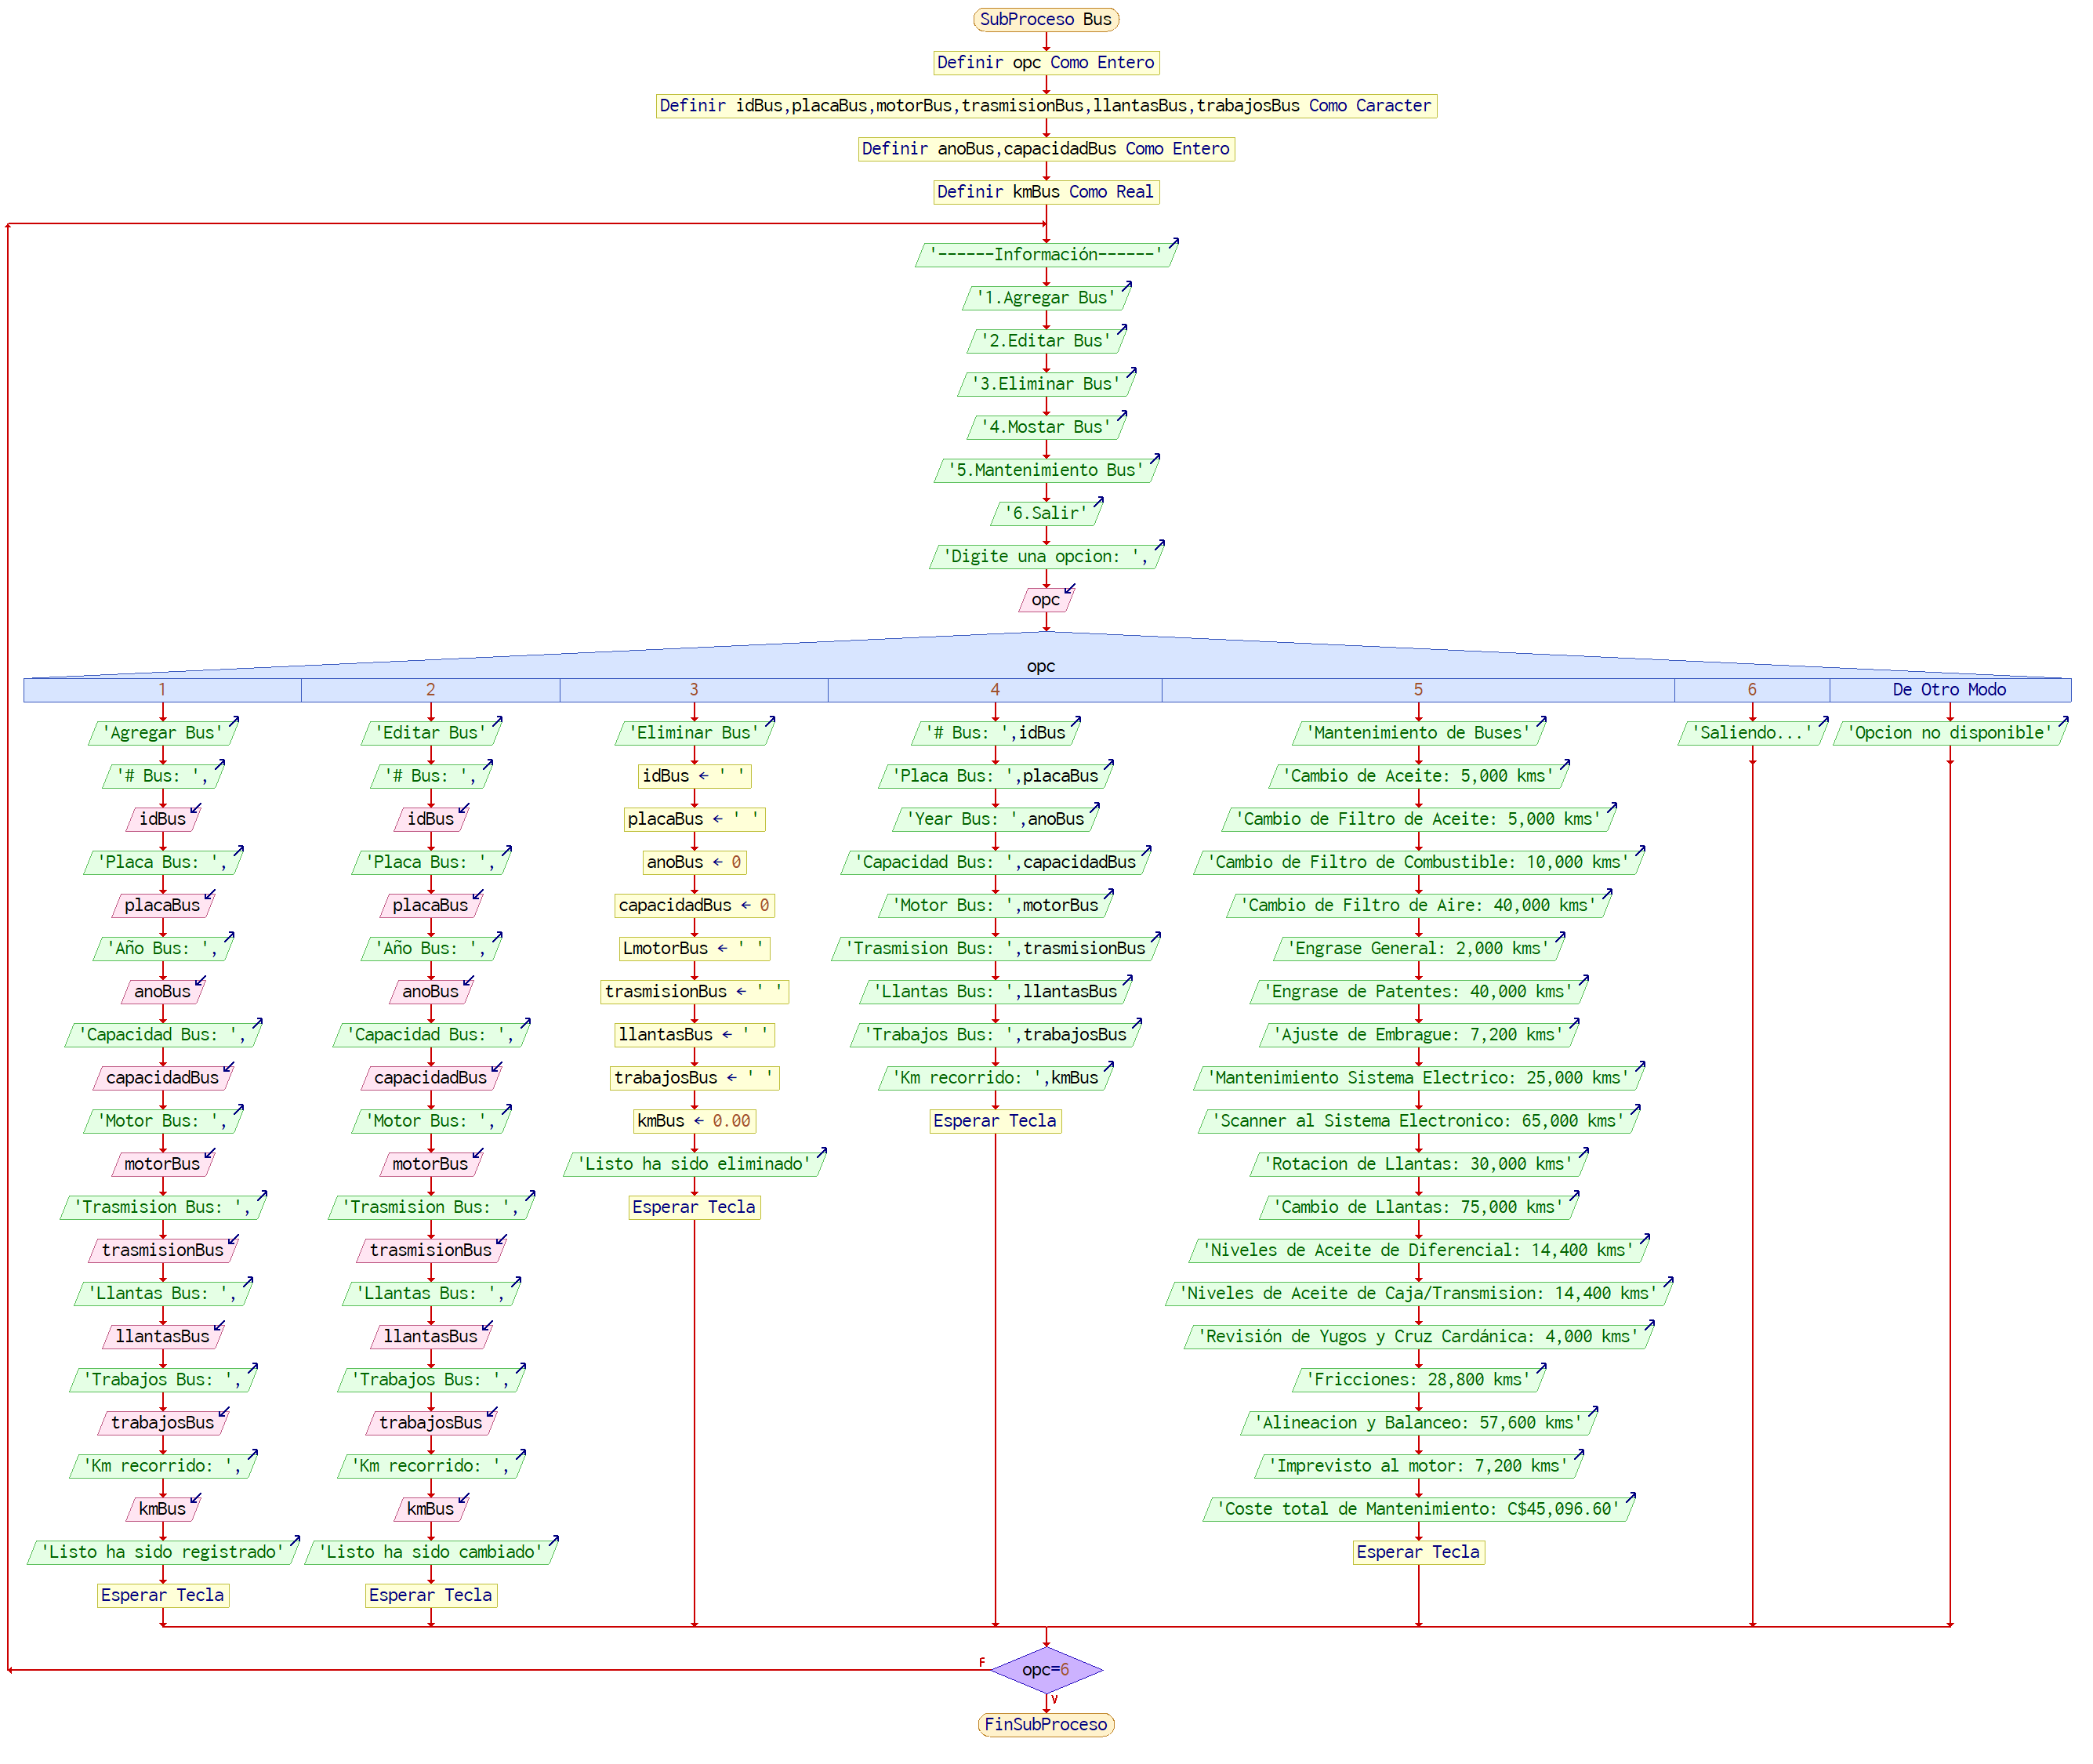 SubProceso Bus
Definir opc Como Entero
Definir idBus,placaBus,motorBus,trasmisionBus,llantasBus,trabajosBus Como Caracter
Definir anoBus,capacidadBus Como Entero
Definir kmBus Como Real
'------Información------'
'1.Agregar Bus'
'2.Editar Bus'
'3.Eliminar Bus'
'4.Mostar Bus'
'5.Mantenimiento Bus'
'6.Salir'
'Digite una opcion: ',
opc
opc
1
2
3
4
5
6
De Otro Modo
'Agregar Bus'
'# Bus: ',
idBus
'Placa Bus: ',
placaBus
'Año Bus: ',
anoBus
'Capacidad Bus: ',
capacidadBus
'Motor Bus: ',
motorBus
'Trasmision Bus: ',
trasmisionBus
'Llantas Bus: ',
llantasBus
'Trabajos Bus: ',
trabajosBus
'Km recorrido: ',
kmBus
'Listo ha sido registrado'
Esperar Tecla
'Editar Bus'
'# Bus: ',
idBus
'Placa Bus: ',
placaBus
'Año Bus: ',
anoBus
'Capacidad Bus: ',
capacidadBus
'Motor Bus: ',
motorBus
'Trasmision Bus: ',
trasmisionBus
'Llantas Bus: ',
llantasBus
'Trabajos Bus: ',
trabajosBus
'Km recorrido: ',
kmBus
'Listo ha sido cambiado'
Esperar Tecla
'Eliminar Bus'
idBus ← ' '
placaBus ← ' '
anoBus ← 0
capacidadBus ← 0
LmotorBus ← ' '
trasmisionBus ← ' '
llantasBus ← ' '
trabajosBus ← ' '
kmBus ← 0.00
'Listo ha sido eliminado'
Esperar Tecla
'# Bus: ',idBus
'Placa Bus: ',placaBus
'Year Bus: ',anoBus
'Capacidad Bus: ',capacidadBus
'Motor Bus: ',motorBus
'Trasmision Bus: ',trasmisionBus
'Llantas Bus: ',llantasBus
'Trabajos Bus: ',trabajosBus
'Km recorrido: ',kmBus
Esperar Tecla
'Mantenimiento de Buses'
'Cambio de Aceite: 5,000 kms'
'Cambio de Filtro de Aceite: 5,000 kms'
'Cambio de Filtro de Combustible: 10,000 kms'
'Cambio de Filtro de Aire: 40,000 kms'
'Engrase General: 2,000 kms'
'Engrase de Patentes: 40,000 kms'
'Ajuste de Embrague: 7,200 kms'
'Mantenimiento Sistema Electrico: 25,000 kms'
'Scanner al Sistema Electronico: 65,000 kms'
'Rotacion de Llantas: 30,000 kms'
'Cambio de Llantas: 75,000 kms'
'Niveles de Aceite de Diferencial: 14,400 kms'
'Niveles de Aceite de Caja/Transmision: 14,400 kms'
'Revisión de Yugos y Cruz Cardánica: 4,000 kms'
'Fricciones: 28,800 kms'
'Alineacion y Balanceo: 57,600 kms'
'Imprevisto al motor: 7,200 kms'
'Coste total de Mantenimiento: C$45,096.60'
Esperar Tecla
'Saliendo...'
'Opcion no disponible'
F
opc=6
V
FinSubProceso